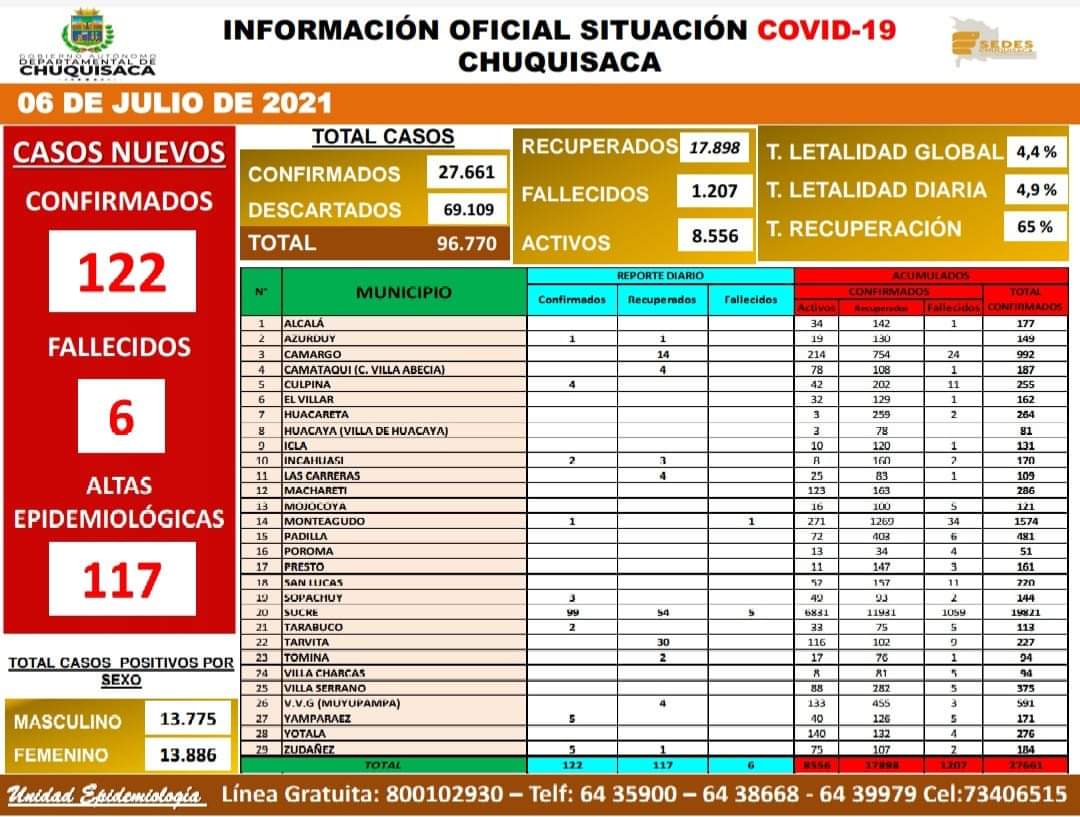 GOBIERNO AUTÓNOMO
DEPARTAMENTAL DE
CHUQUISACA
INFORMACIÓN OFICIAL SITUACIÓN COVID-19
CHUQUISACA
SEDES
CHUQUISACA
06 DE JULIO DE 2021
CASOS NUEVOS
CONFIRMADOS
122
FALLECIDOS
6
ALTAS
EPIDEMIOLÓGICAS
117
TOTAL CASOS POSITIVOS POR
SEXO
MASCULINO 13.775
FEMENINO 13.886
TOTAL CASOS
CONFIRMADOS 27.661
DESCARTADOS 69.109
TOTAL 96.770
RECUPERADOS 17.898
FALLECIDOS 1.207
ACTIVOS 8.556
T. LETALIDAD GLOBAL 4,4 %
T. LETALIDAD DIARIA 4,9 %
T. RECUPERACIÓN 65 %
N° MUNICIPIO REPORTE DIARIO ACUMULADOS
CONFIRMADOS TOTAL CONFIRMADOS
Confirmados Recuperados Fallecidos Activos Recuperados Fallecidos
1 ALCALÁ 34 142 1 177
2 AZURDUY 1 1 19 130 149
3 CAMARGO 14 214 754 24 992
4 CAMATAQUI (C. VILLA ABECIA) 4 78 108 1 187
5 CULPINA 4 42 202 11 255
6 EL VILLAR 32 129 1 162
7 HUACARETA 3 259 2 264
8 HUACAYA (VILLA DE HUACAYA) 3 78 81
9 ICLA 10 120 1 131
10 INCAHUASI 2 3 8 160 2 170
11 LAS CARRERAS 4 25 83 1 109
12 MACHARETI 123 163 286
13 MOJOCOYA 16 100 5 121
14 MONTEAGUDO 1 1 271 1269 34 1574
15 PADILLA 72 403 6 481
16 POROMA 13 34 4 51
17 PRESTO 11 147 3 161
18 SAN LUCAS 52 157 11 220
19 SOPACHUY 3 49 93 2 144
20 SUCRE 99 54 5 6831 11931 1059 19821
21 TARABUCO 2 33 75 5 113
22 TARVITA 30 116 102 9 227
23 TOMINA 2 17 76 1 94
24 VILLA CHARCAS 8 81 5 94
25 VILLA SERRANO 88 282 5 375
26 V.V.G (MUYUPAMPA) 4 133 455 3 591
27 YAMPARAEZ 5 40 126 5 171
28 YOTALA 140 132 4 276
29 ZUDAÑEZ 5 1 75 107 2 184
TOTAL 122 117 6 8556 17898 1207 27661
Unidad Epidemiología Línea Gratuita: 800102930 – Telf: 64 35900 – 64 38668 - 64 39979 Cel:73406515